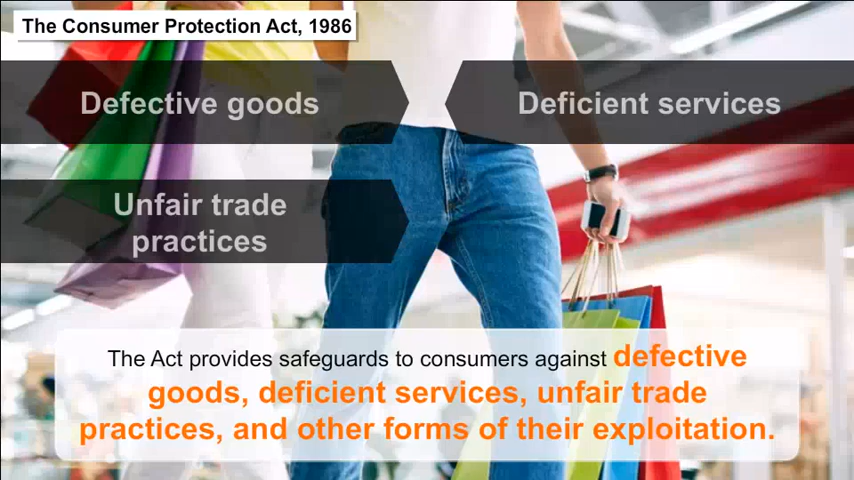 The Consumer Protection Act, 1986
Defective goods
Deficient services
Unfair trade
practices
The Act provides safeguards to consumers against defective
goods, deficient services, unfair trade
practices, and other forms of their exploitation.